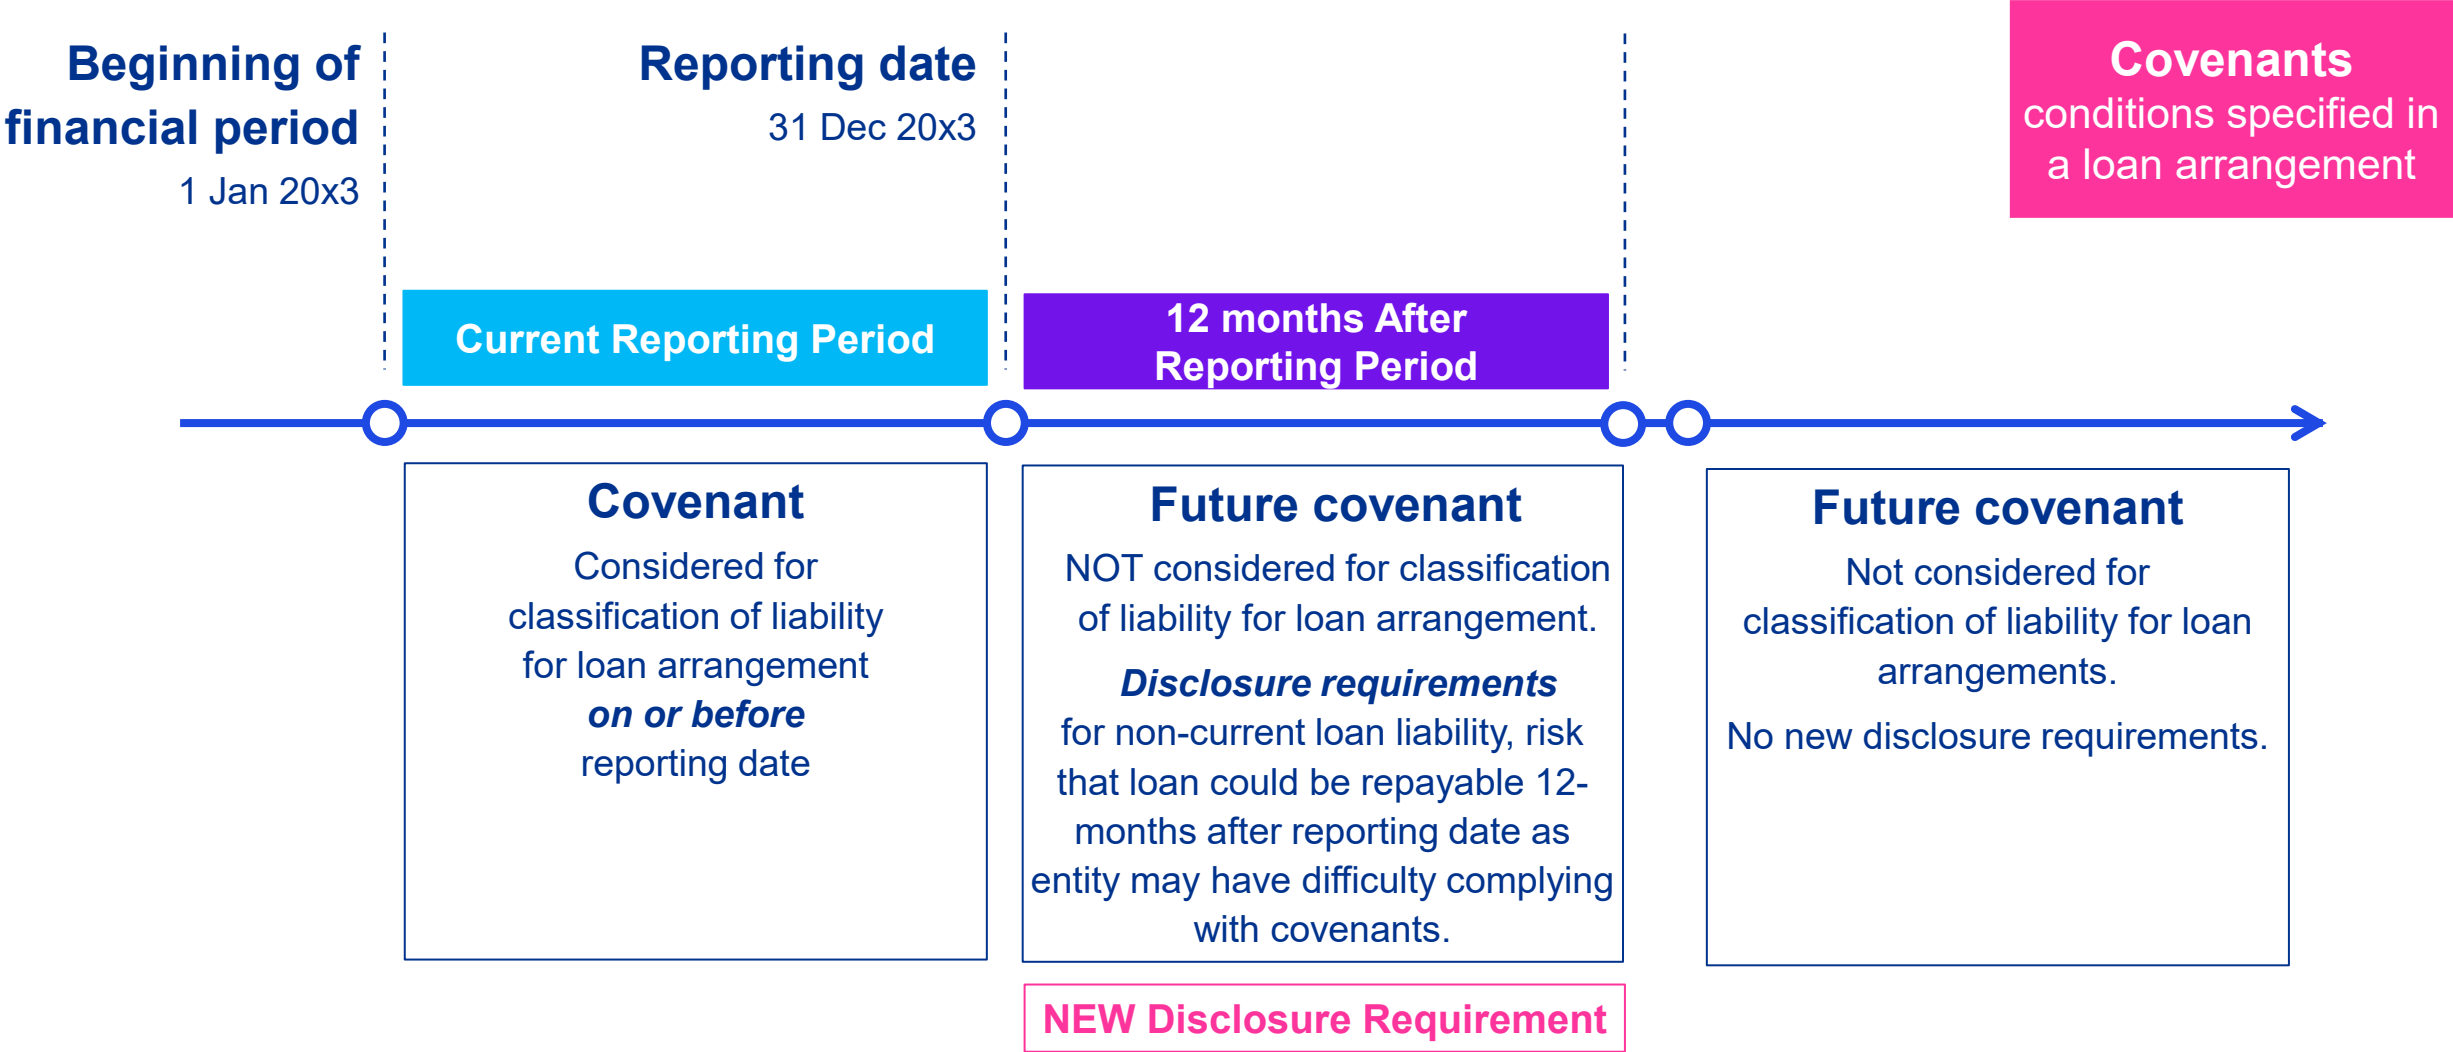 Beginning of
financial period
1 Jan 20x3
Reporting date
31 Dec 20x3
Covenants
conditions specified in
a loan arrangement
Current Reporting Period
12 months After
Reporting Period
Covenant
Considered for
classification of liability
for loan arrangement
on or before
reporting date
Future covenant
NOT considered for classification
of liability for loan arrangement.
Disclosure requirements
for non-current loan liability, risk
that loan could be repayable 12-
months after reporting date as
entity may have difficulty complying
with covenants.
NEW Disclosure Requirement
Future covenant
Not considered for
classification of liability for loan
arrangements.
No new disclosure requirements.